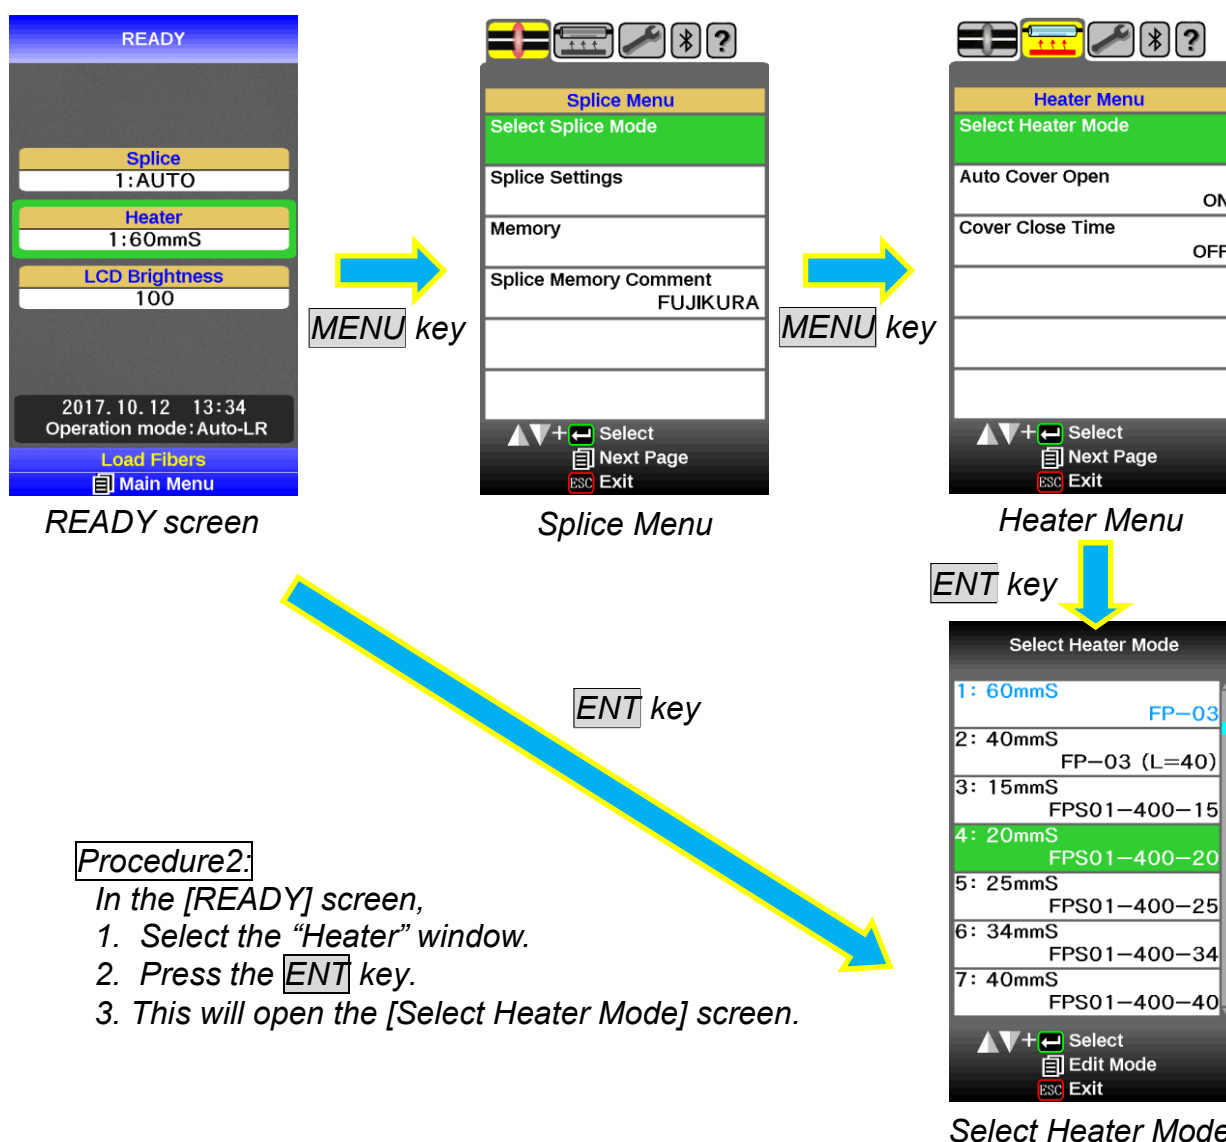 READY
Splice
1:AUTO
Heater
1:60mmS
LCD Brightness
100
2017.10.12 13:34
Operation mode:Auto-LR
Load Fibers
Main Menu
READY screen
MENU key
?
Splice Menu
Select Splice Mode
Splice Settings
Memory
Splice Memory Comment
FUJIKURA
+ Select
Next Page
ESC Exit
Splice Menu
MENU key
?
Heater Menu
Select Heater Mode
Auto Cover Open
ON
Cover Close Time
OFF
+ Select
Next Page
ESC Exit
Heater Menu
ENT key
ENT key
Select Heater Mode
1: 60mmS
FP-03
2: 40mmS
FP-03 (L=40)
3: 15mmS
FPS01-400-15
4: 20mmS
FPS01-400-20
5: 25mmS
FPS01-400-25
6: 34mmS
FPS01-400-34
7: 40mmS
FPS01-400-40
+ Select
Edit Mode
ESC Exit
Select Heater Mode
Procedure2:
In the [READY] screen,
1. Select the “Heater” window.
2. Press the ENT key.
3. This will open the [Select Heater Mode] screen.